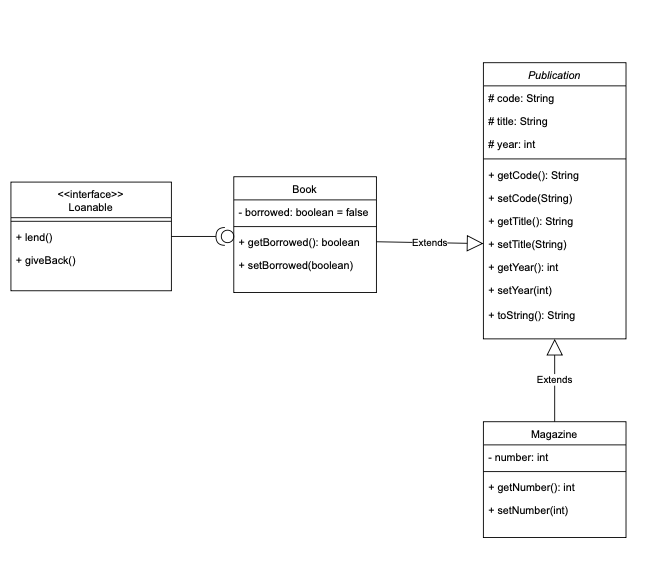 <<interface>>
Loanable
+ lend()
+ giveBack()
Book
- borrowed: boolean = false
+ getBorrowed(): boolean
+ setBorrowed(boolean)
Extends
Publication
# code: String
# title: String
# year: int
+ getCode(): String
+ setCode(String)
+ getTitle(): String
+ setTitle(String)
+ getYear(): int
+ setYear(int)
+ toString(): String
Extends
Magazine
- number: int
+ getNumber(): int
+ setNumber(int)